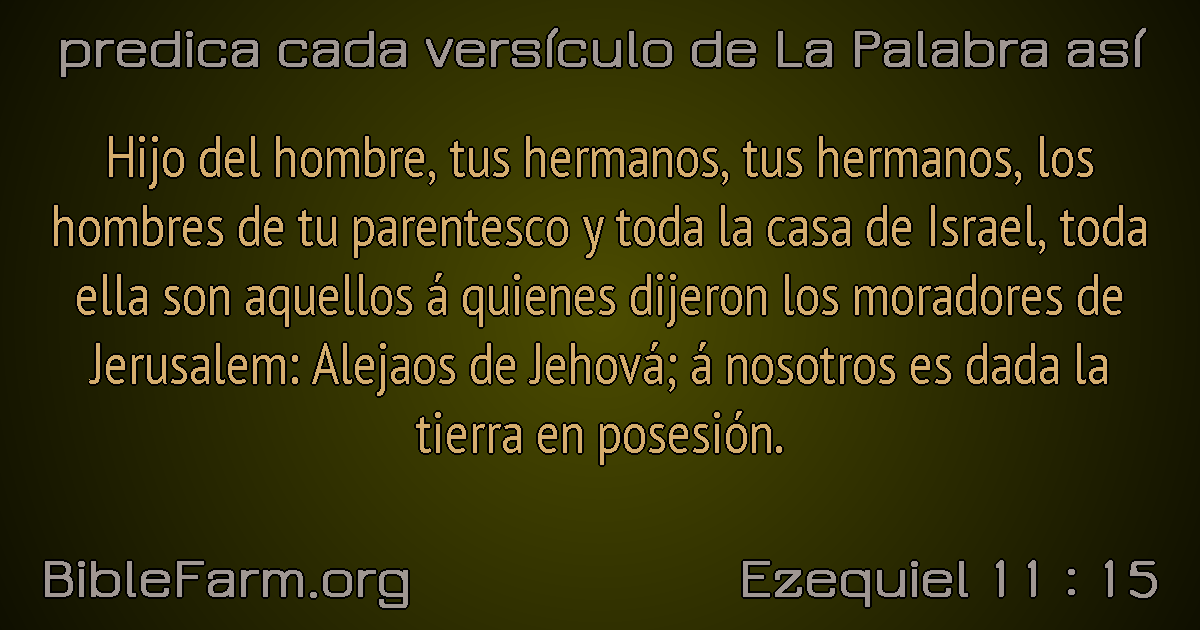 predica cada versículo de La Palabra así
Hijo del hombre, tus hermanos, tus hermanos, los
hombres de tu parentesco y toda la casa de Israel, toda
ella son aquellos á quienes dijeron los moradores de
Jerusalem: Alejaos de Jehová; á nosotros es dada la
tierra en posesión.
BibleFarm.org
Ezequiel 11 : 15